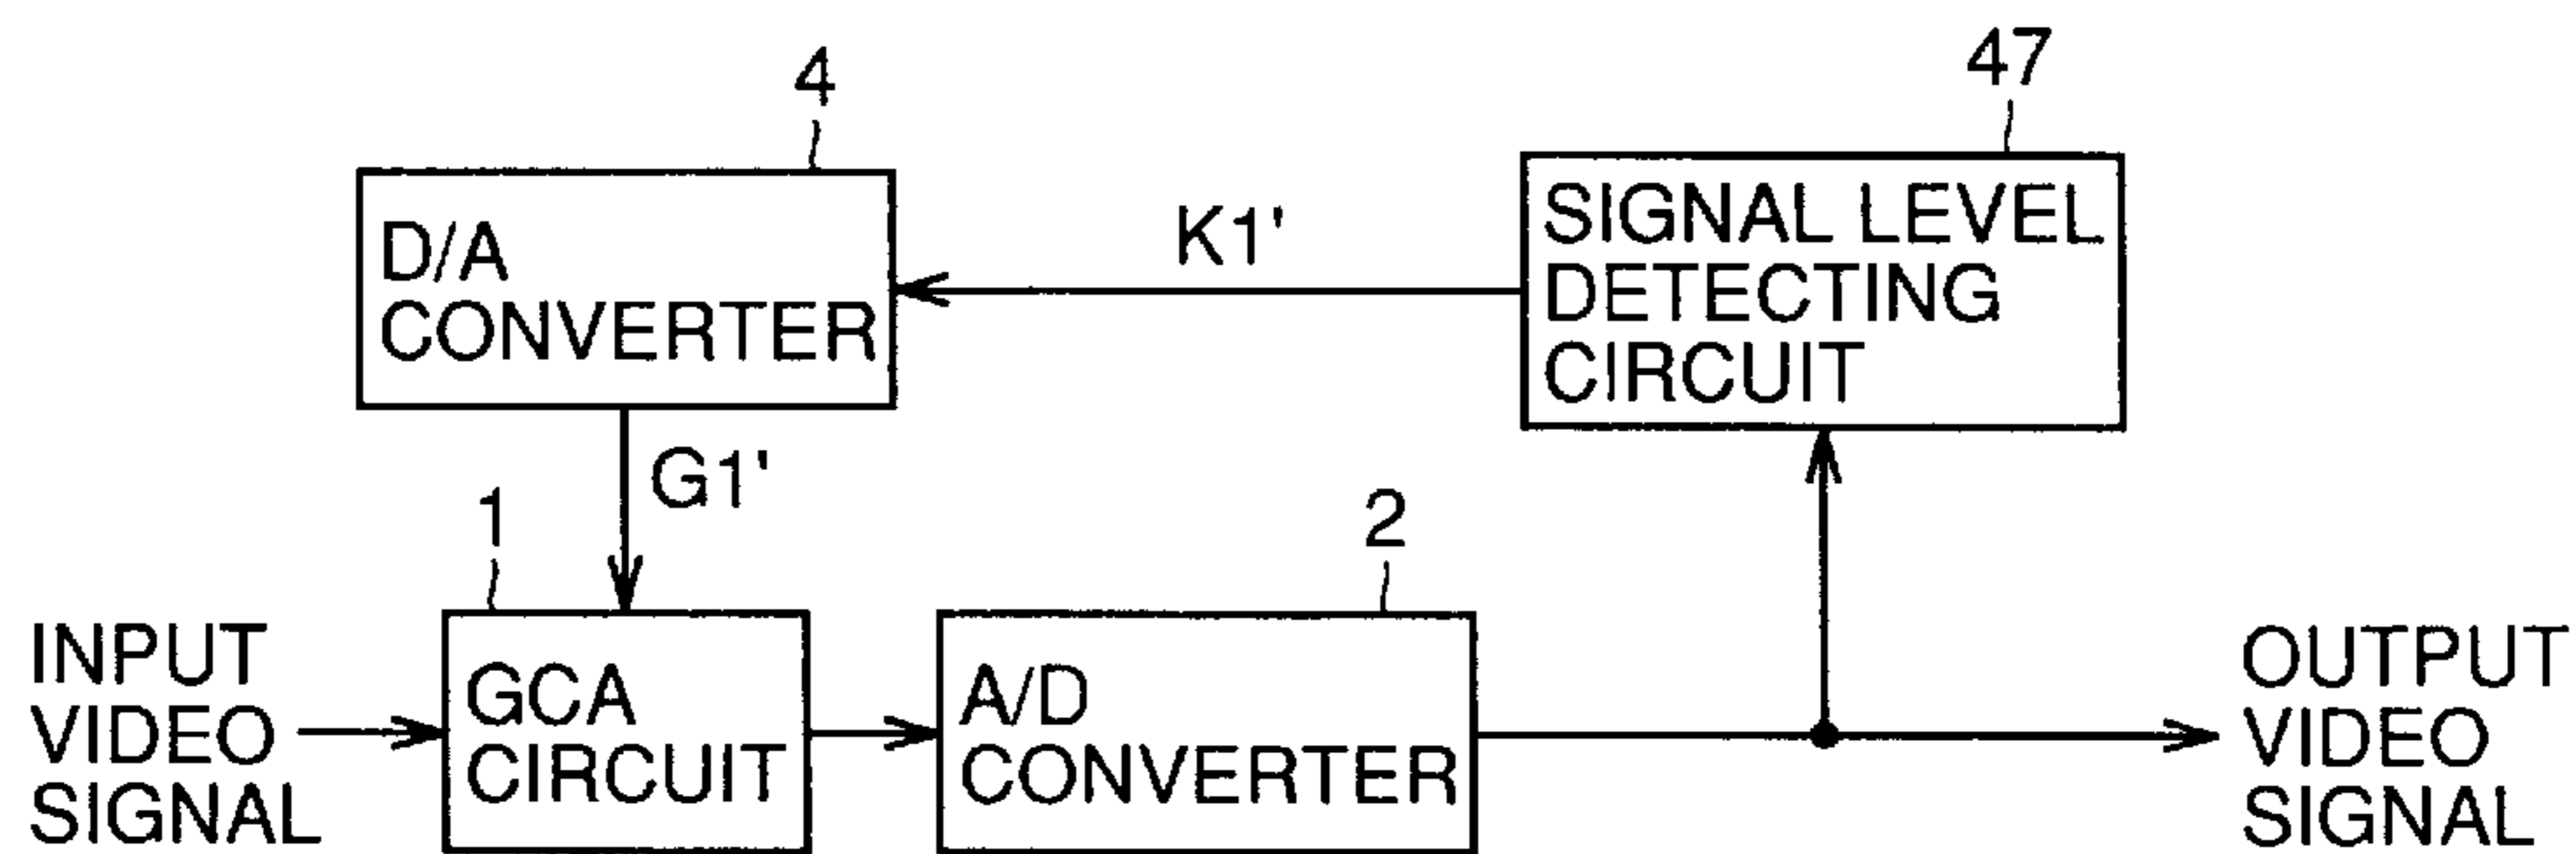 4
47
D/A
CONVERTER
K1'
SIGNAL LEVEL
DETECTING
CIRCUIT
G1'
1
2
INPUT
VIDEO
SIGNAL
GCA
CIRCUIT
A/D
CONVERTER
OUTPUT
VIDEO
SIGNAL